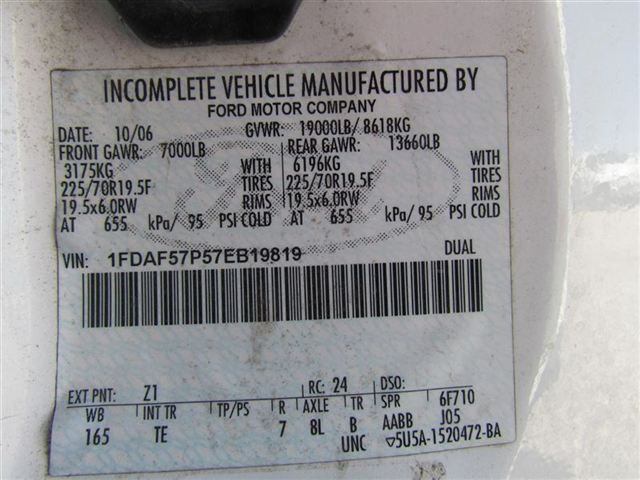 INCOMPLETE VEHICLE MANUFACTURED BY
FORD MOTOR COMPANY
DATE: 10/06 GVWR: 19000LB/ 8618KG
FRONT GAWR: 7000LB REAR GAWR: 13660LB
3175KG WITH 6196KG WITH
225/70R19.5F TIRES 225/70R19.5F TIRES
19.5x6.0RW RIMS 19.5x6.0RW RIMS
AT 655 kPa/ 95 PSI COLD AT 655 kPa/ 95 PSI COLD
VIN: 1FDAF57P57EB19819 DUAL
EXT PNT: Z1 RC: 24 DSO:
WB INT TR TP/PS R AXLE TR SPR 6F710
165 TE 7 8L B AABB J05
UNC ▽5U5A-1520472-BA